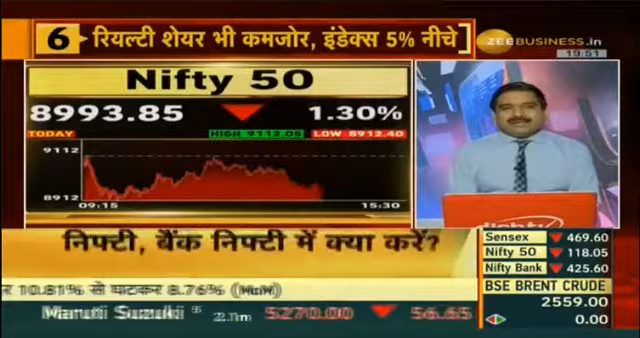 6 रियल्टी शेयर भी कमजोर, इंडेक्स 5% नीचे
ZEEBUSINESS.in
19:51
Nifty 50
8993.85 1.30%
TODAY HIGH 9112.05 LOW 8912.40
9112
8912
09:15 15:30
dishtv
निफ्टी, बैंक निफ्टी में क्या करें?
Sensex 469.60
Nifty 50 118.05
Nifty Bank 425.60
BSE BRENT CRUDE
2559.00
0.00
10.81% से घटकर 8.76% (MoM)
Maruti Suzuki 5270.00 56.65